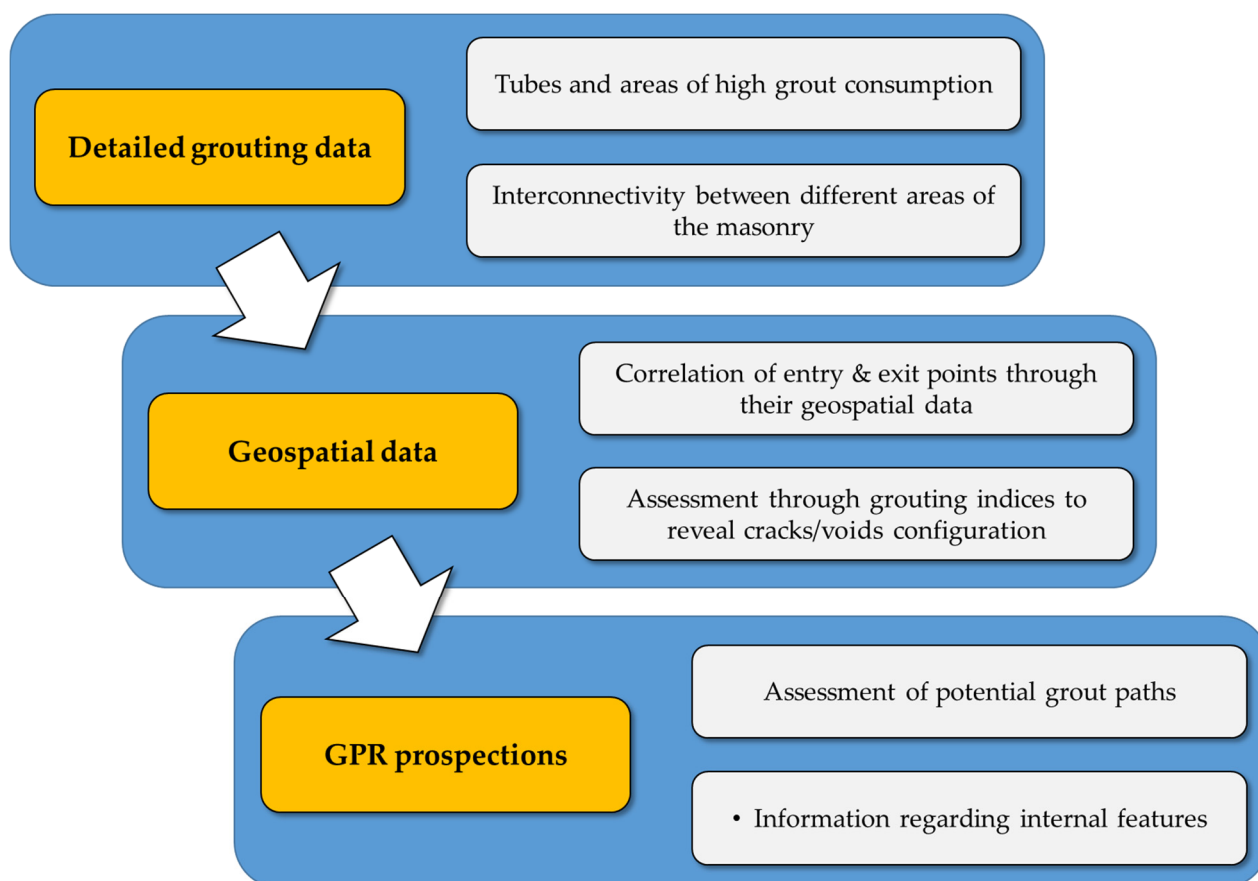 Detailed grouting data
Tubes and areas of high grout consumption
Interconnectivity between different areas of
the masonry
Geospatial data
Correlation of entry & exit points through
their geospatial data
Assessment through grouting indices to
reveal cracks/voids configuration
GPR prospections
Assessment of potential grout paths
• Information regarding internal features